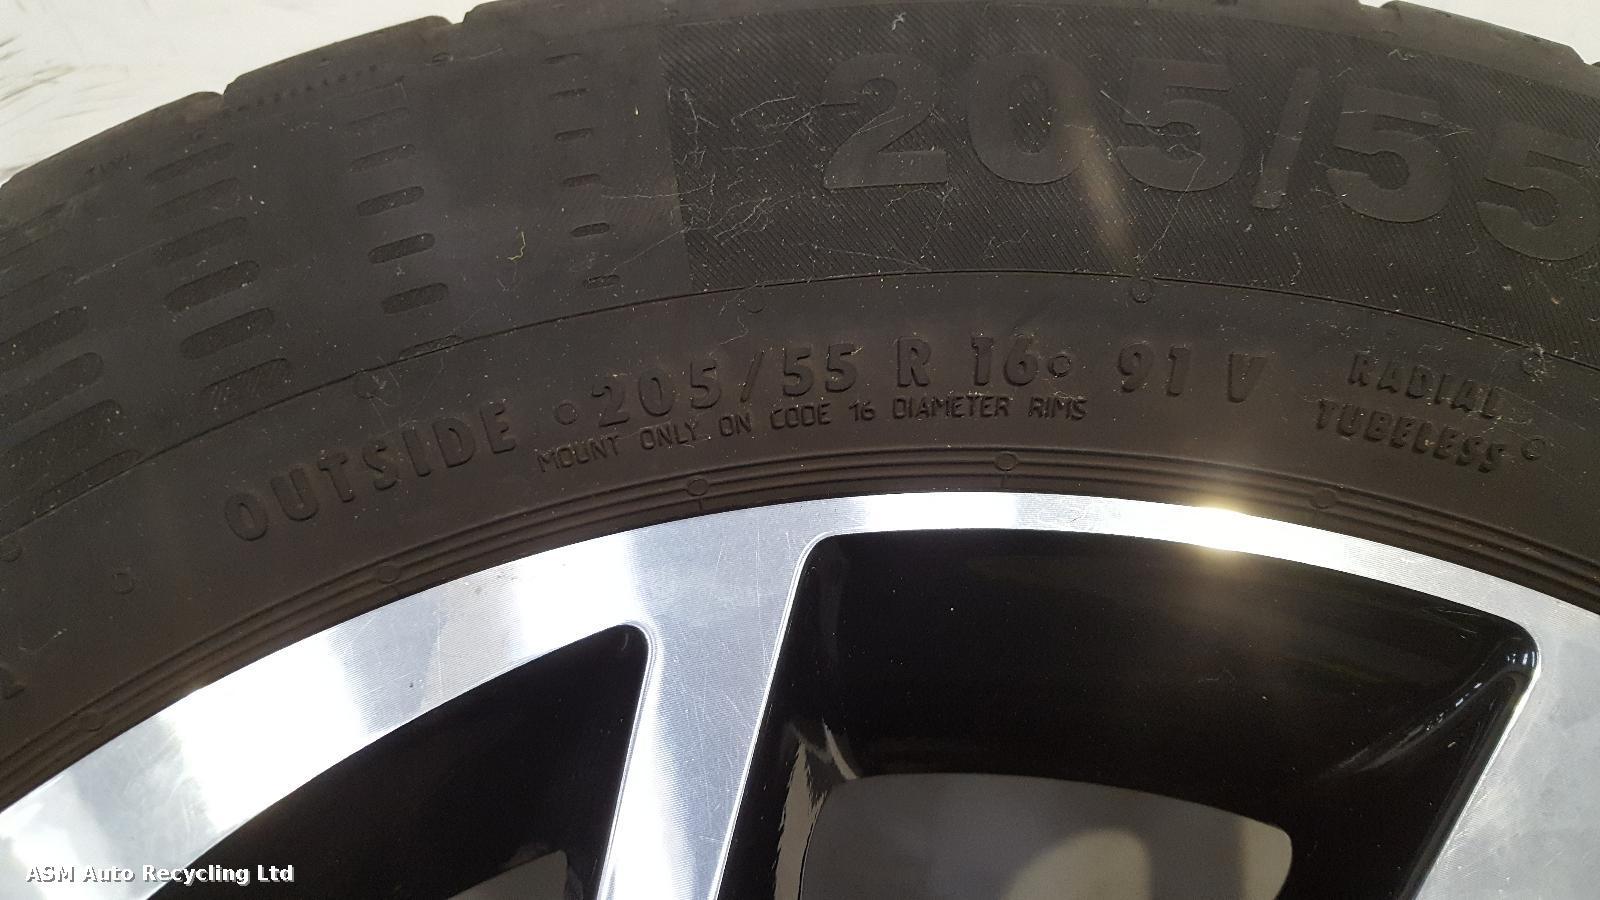 205/55
OUTSIDE 205/55 R 16 91 V RADIAL
MOUNT ONLY ON CODE 16 DIAMETER RIMS TUBELESS
TWI
ASM Auto Recycling Ltd